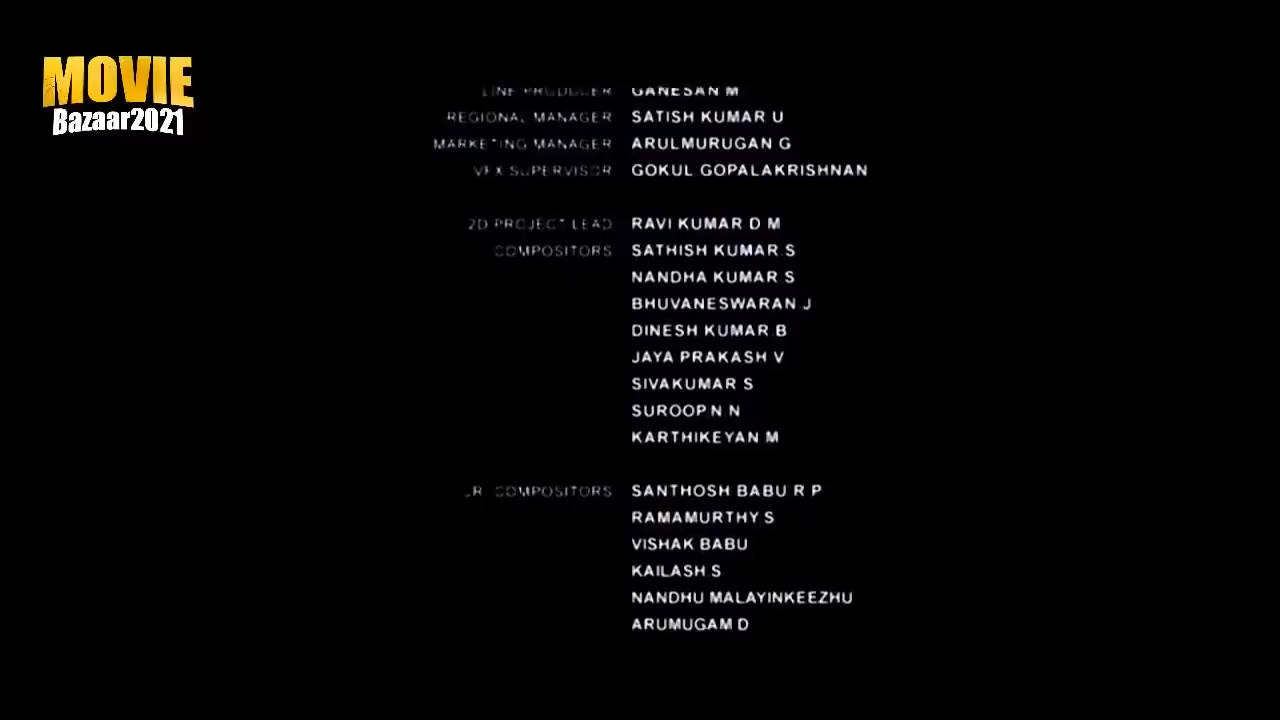 MOVIE
Bazaar2021
LINE PRODUCER GANESAN M
REGIONAL MANAGER SATISH KUMAR U
MARKETING MANAGER ARULMURUGAN G
VFX SUPERVISOR GOKUL GOPALAKRISHNAN
2D PROJECT LEAD RAVI KUMAR D M
COMPOSITORS SATHISH KUMAR.S
NANDHA KUMAR S
BHUVANESWARAN J
DINESH KUMAR.B
JAYA PRAKASH V
SIVAKUMAR S
SUROOP N N
KARTHIKEYAN M
COMPOSITORS SANTHOSH BABU R P
RAMAMURTHY S
VISHAK BABU
KAILASH S
NANDHU MALAYINKEEZHU
ARUMUGAM D